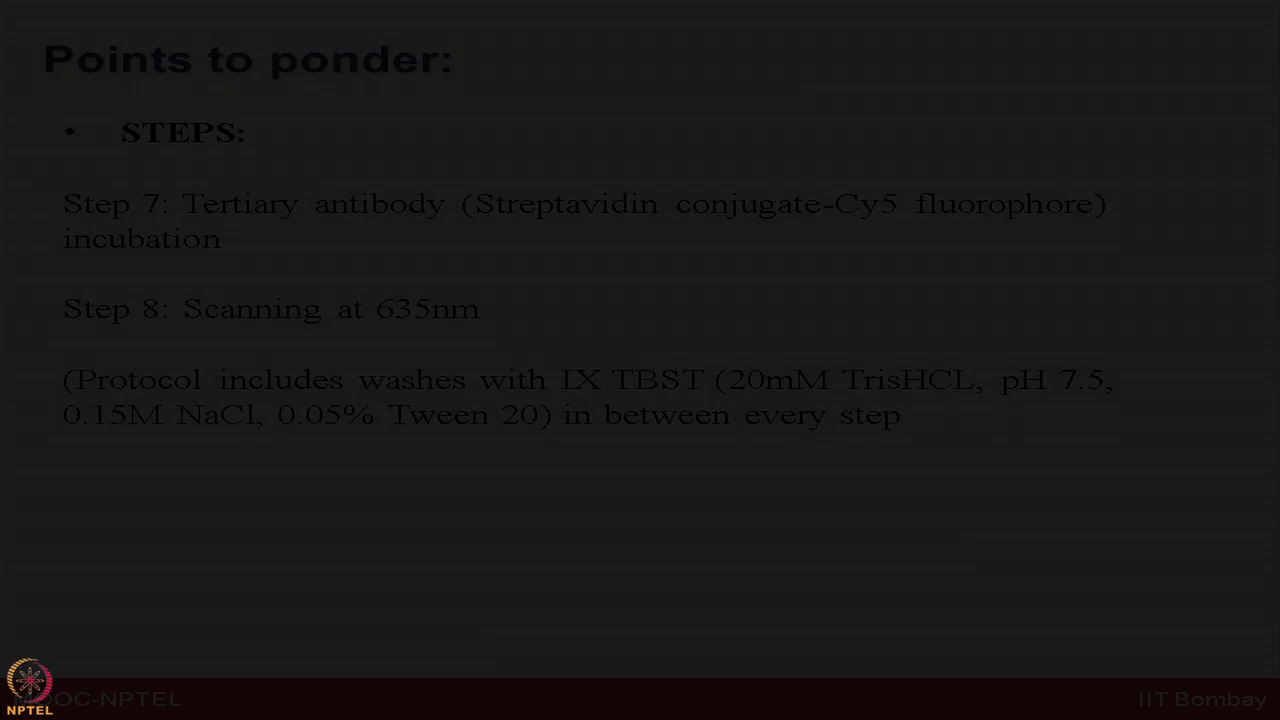 Points to ponder:
• STEPS:
Step 7: Tertiary antibody (Streptavidin conjugate-Cy5 fluorophore)
incubation
Step 8: Scanning at 635nm
(Protocol includes washes with IX TBST (20mM TrisHCL, pH 7.5,
0.15M NaCl, 0.05% Tween 20) in between every step
MOOC-NPTEL
IIT Bombay
NPTEL